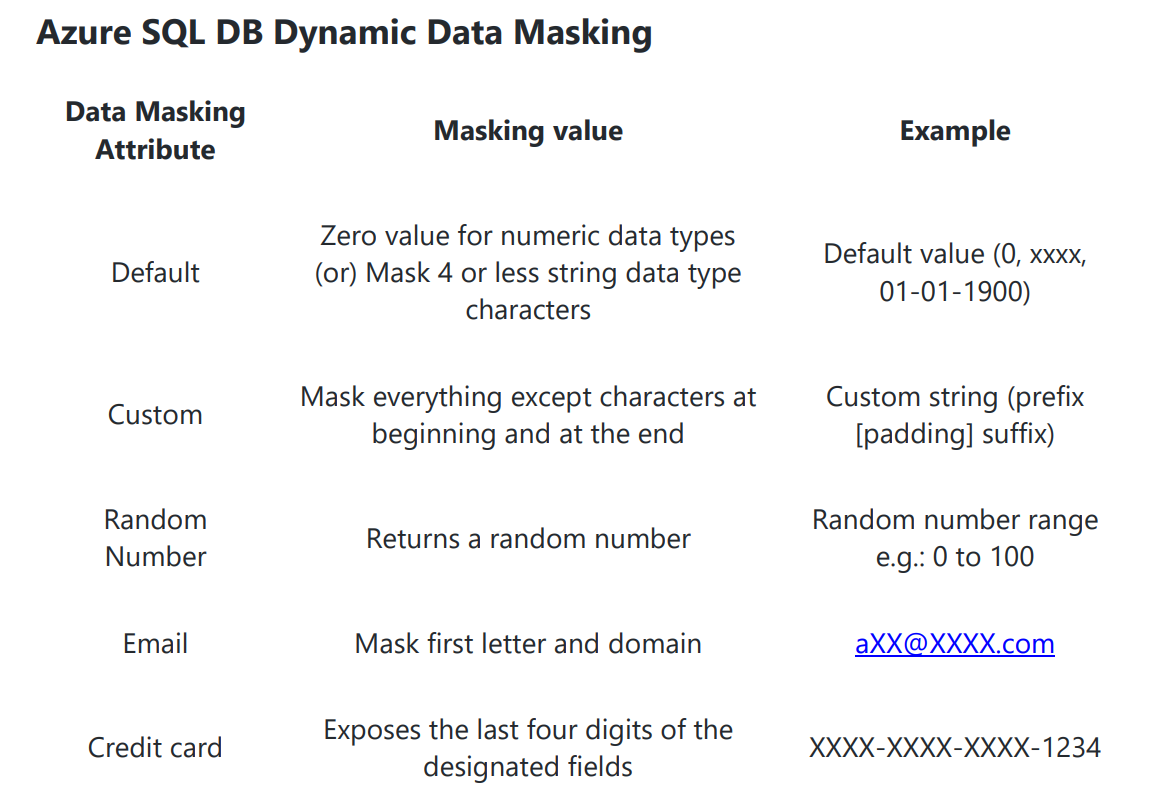 Azure SQL DB Dynamic Data Masking
Data Masking
Attribute
Masking value
Example
Default
Zero value for numeric data types
(or) Mask 4 or less string data type
characters
Default value (0, xxxx,
01-01-1900)
Custom
Mask everything except characters at
beginning and at the end
Custom string (prefix
[padding] suffix)
Random
Number
Returns a random number
Random number range
e.g.: 0 to 100
Email
Mask first letter and domain
aXX@XXXX.com
Credit card
Exposes the last four digits of the
designated fields
XXXX-XXXX-XXXX-1234